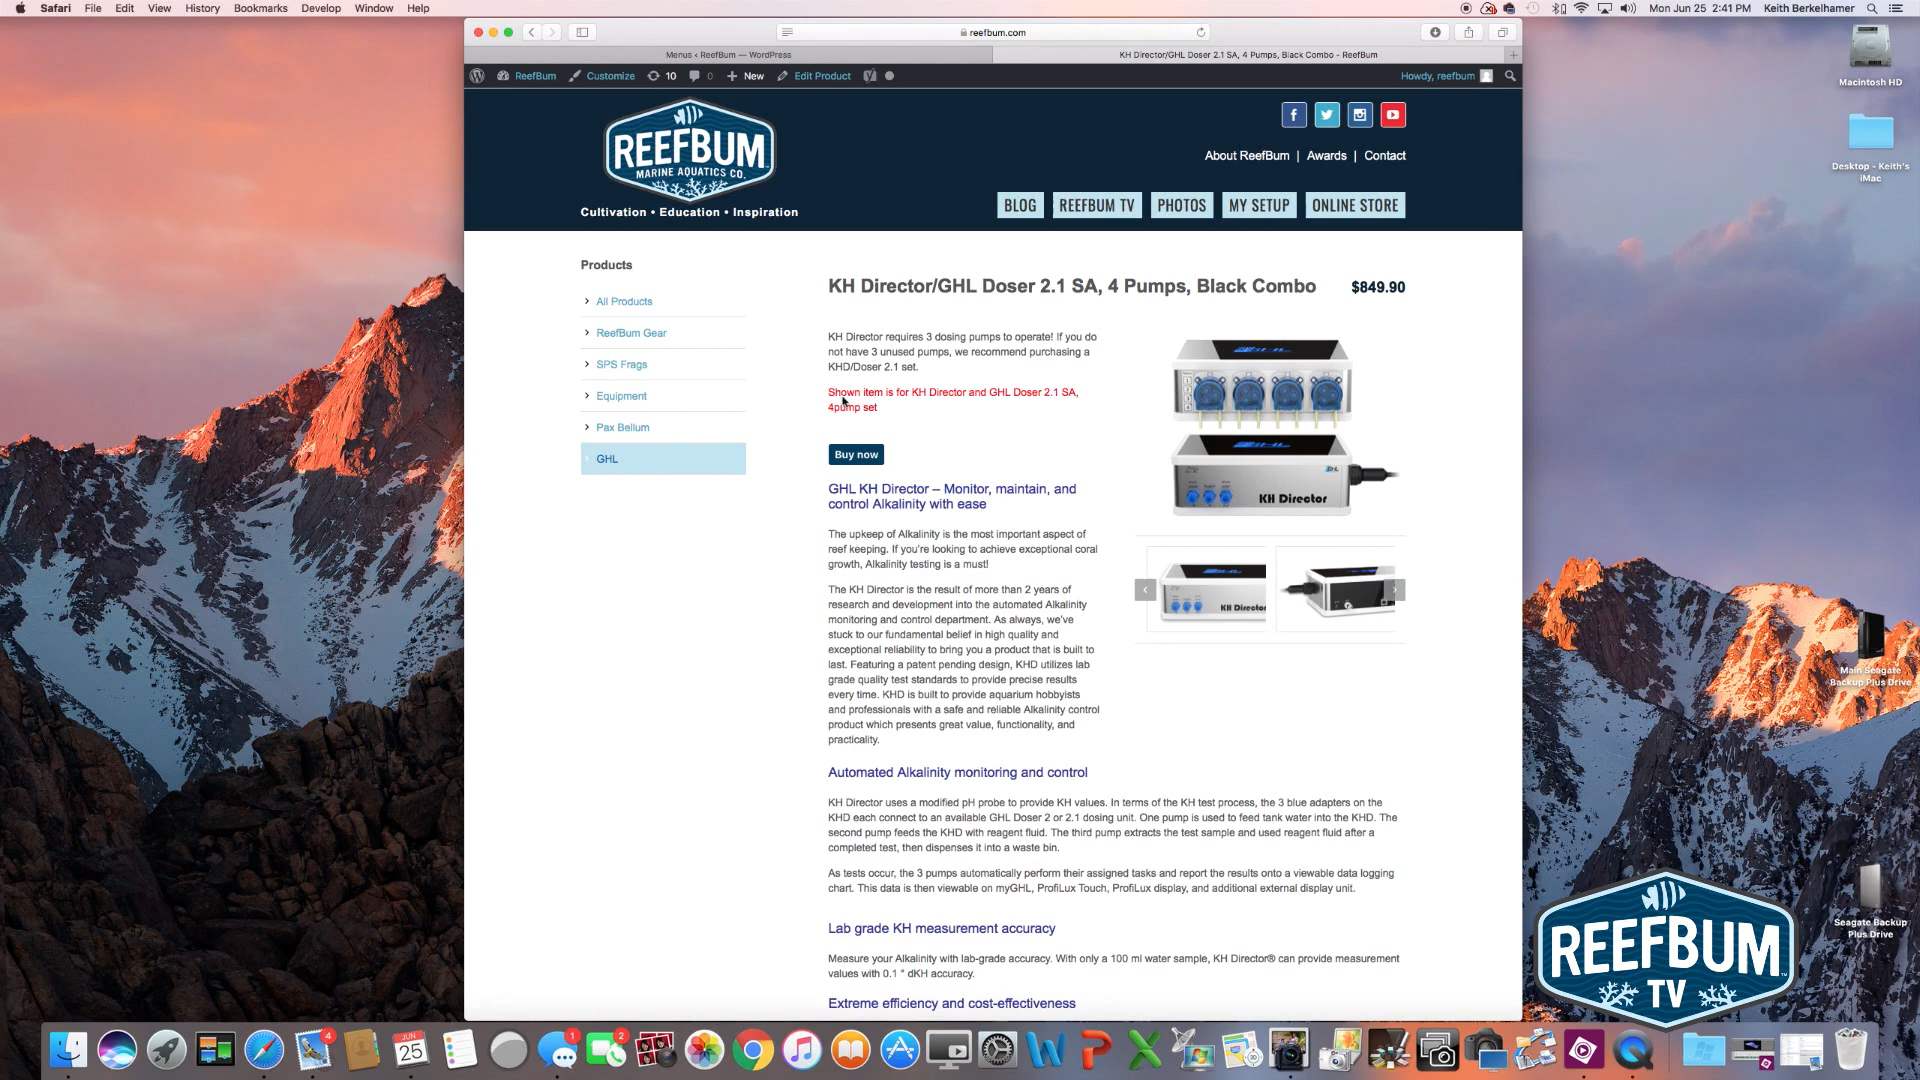 Safari File Edit View History Bookmarks Develop Window Help
Mon Jun 25 2:41 PM Keith Berkelhamer
reefbum.com
Menus < ReefBum — WordPress
KH Director/GHL Doser 2.1 SA, 4 Pumps, Black Combo - ReefBum
ReefBum Customize 10 0 New Edit Product
Howdy, reefbum
REEFBUM
MARINE AQUATICS CO.
Cultivation • Education • Inspiration
About ReefBum | Awards | Contact
BLOG REEFBUM TV PHOTOS MY SETUP ONLINE STORE
Products
All Products
ReefBum Gear
SPS Frags
Equipment
Pax Bellum
GHL
KH Director/GHL Doser 2.1 SA, 4 Pumps, Black Combo
$849.90
KH Director requires 3 dosing pumps to operate! If you do
not have 3 unused pumps, we recommend purchasing a
KHD/Doser 2.1 set.
Shown item is for KH Director and GHL Doser 2.1 SA,
4pump set
Buy now
GHL KH Director – Monitor, maintain, and
control Alkalinity with ease
The upkeep of Alkalinity is the most important aspect of
reef keeping. If you're looking to achieve exceptional coral
growth, Alkalinity testing is a must!
The KH Director is the result of more than 2 years of
research and development into the automated Alkalinity
monitoring and control department. As always, we've
stuck to our fundamental belief in high quality and
exceptional reliability to bring you a product that is built to
last. Featuring a patent pending design, KHD utilizes lab
grade quality test standards to provide precise results
every time. KHD is built to provide aquarium hobbyists
and professionals with a safe and reliable Alkalinity control
product which presents great value, functionality, and
practicality.
GHL
GHL
KH Director
GHL
KH Director
Automated Alkalinity monitoring and control
KH Director uses a modified pH probe to provide KH values. In terms of the KH test process, the 3 blue adapters on the
KHD each connect to an available GHL Doser 2 or 2.1 dosing unit. One pump is used to feed tank water into the KHD. The
second pump feeds the KHD with reagent fluid. The third pump extracts the test sample and used reagent fluid after a
completed test, then dispenses it into a waste bin.
As tests occur, the 3 pumps automatically perform their assigned tasks and report the results onto a viewable data logging
chart. This data is then viewable on myGHL, ProfiLux Touch, ProfiLux display, and additional external display unit.
Lab grade KH measurement accuracy
Measure your Alkalinity with lab-grade accuracy. With only a 100 ml water sample, KH Director® can provide measurement
values with 0.1 ° dKH accuracy.
Extreme efficiency and cost-effectiveness
Macintosh HD
Desktop - Keith's
iMac
Main Seagate
Backup Plus Drive
Seagate Backup
Plus Drive
REEFBUM
TV
4
JUN
25
1
2